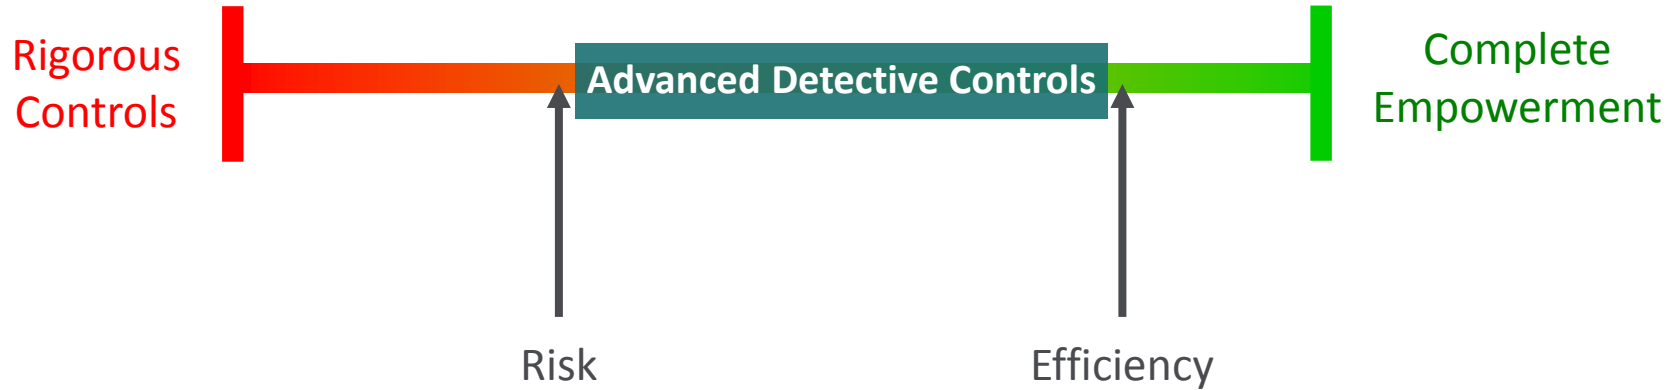 Rigorous
Controls
Advanced Detective Controls
Complete
Empowerment
Risk
Efficiency